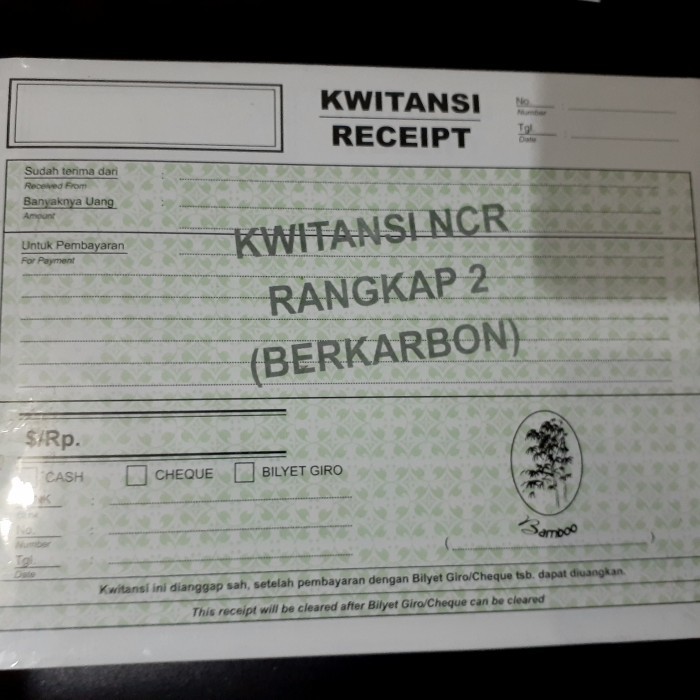 KWITANSI
RECEIPT
No.
Number
Tgl.
Date
Sudah terima dari :
Received From
Banyaknya Uang :
Amount
Untuk Pembayaran :
For Payment
KWITANSI NCR
RANGKAP 2
(BERKARBON)
$/Rp.
CASH CHEQUE BILYET GIRO
No. :
Number
Tgl. :
Date
Bamboo
( )
Kwitansi ini dianggap sah, setelah pembayaran dengan Bilyet Giro/Cheque tsb. dapat diuangkan.
This receipt will be cleared after Bilyet Giro/Cheque can be cleared